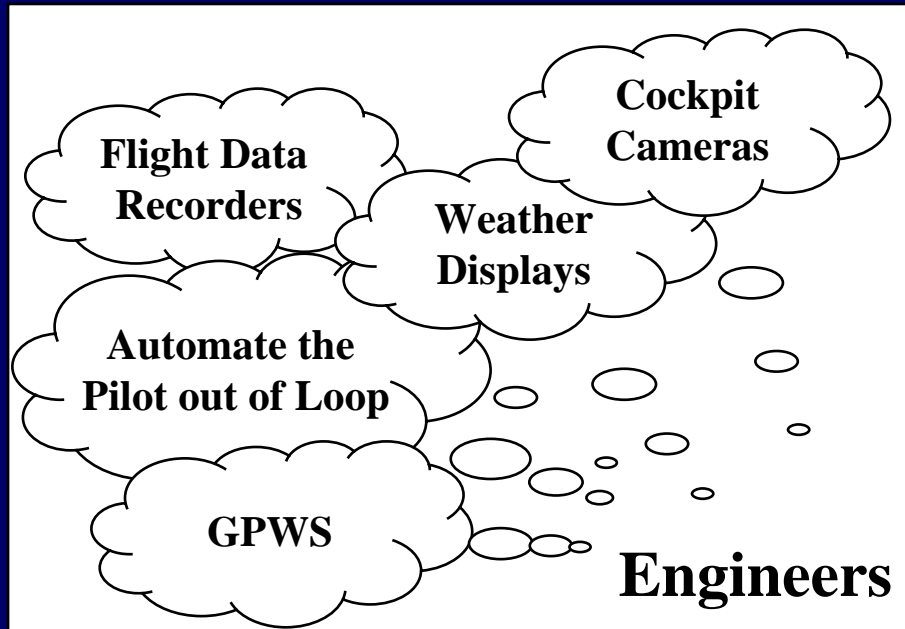 Cockpit
Cameras
Flight Data
Recorders
Weather
Displays
Automate the
Pilot out of Loop
GPWS
Engineers